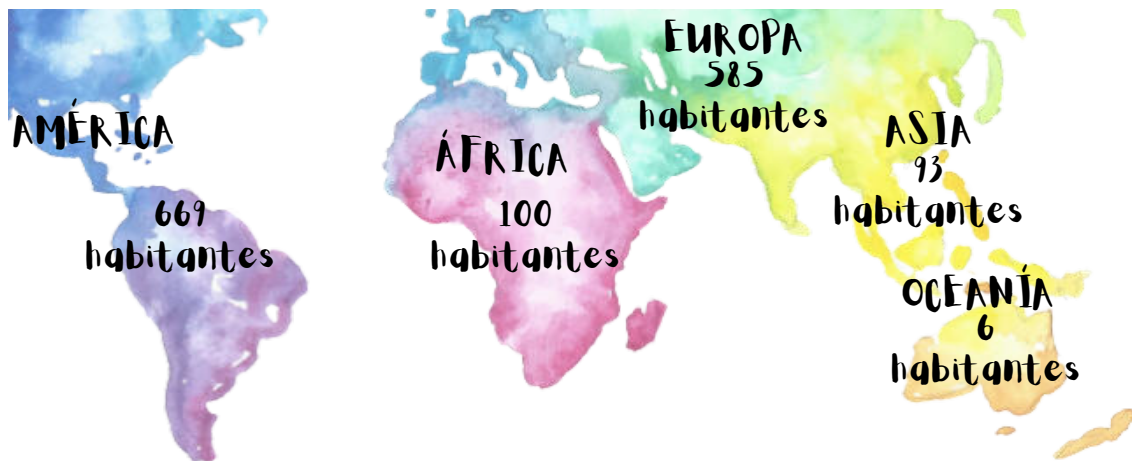 AMÉRICA
669
habitantes
ÁFRICA
100
habitantes
EUROPA
585
habitantes
ASIA
93
habitantes
OCEANÍA
6
habitantes